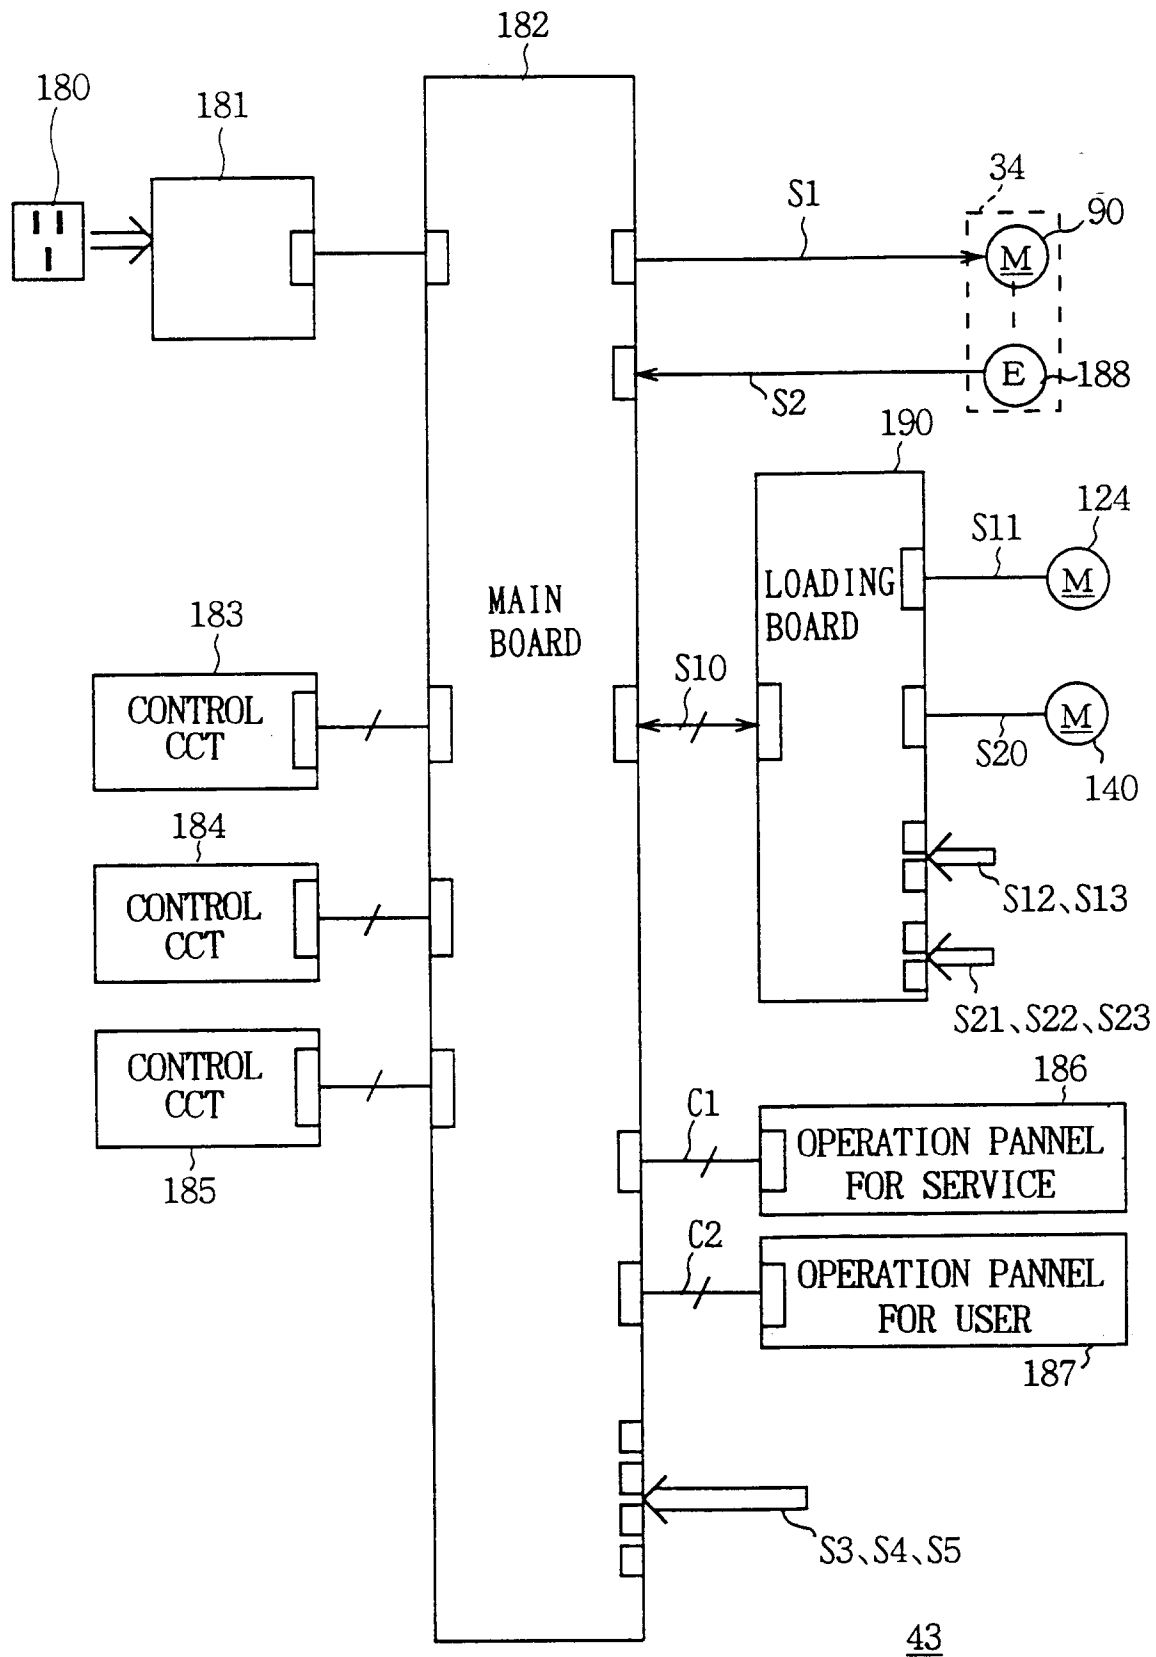 182
180
181
34
S1
90
M
E
188
S2
190
124
S11
M
LOADING
BOARD
MAIN
BOARD
183
S10
CONTROL
CCT
M
S20
140
184
CONTROL
CCT
S12、S13
S21、S22、S23
CONTROL
CCT
185
186
C1
OPERATION PANNEL
FOR SERVICE
C2
OPERATION PANNEL
FOR USER
187
S3、S4、S5
43